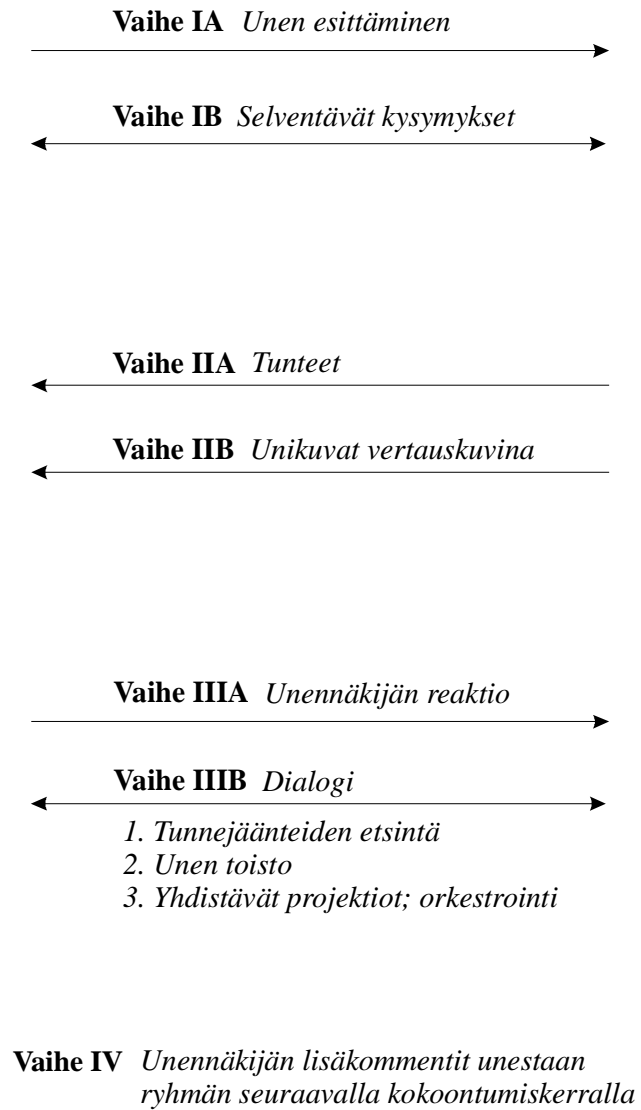 Vaihe IA Unen esittäminen
Vaihe IB Selventävät kysymykset
Vaihe IIA Tunteet
Vaihe IIB Unikuvat vertauskuvina
Vaihe IIIA Unennäkijän reaktio
Vaihe IIIB Dialogi
1. Tunnejäänteiden etsintä
2. Unen toisto
3. Yhdistävät projektiot; orkestrointi
Vaihe IV Unennäkijän lisäkommentit unestaan
ryhmän seuraavalla kokoontumiskerralla